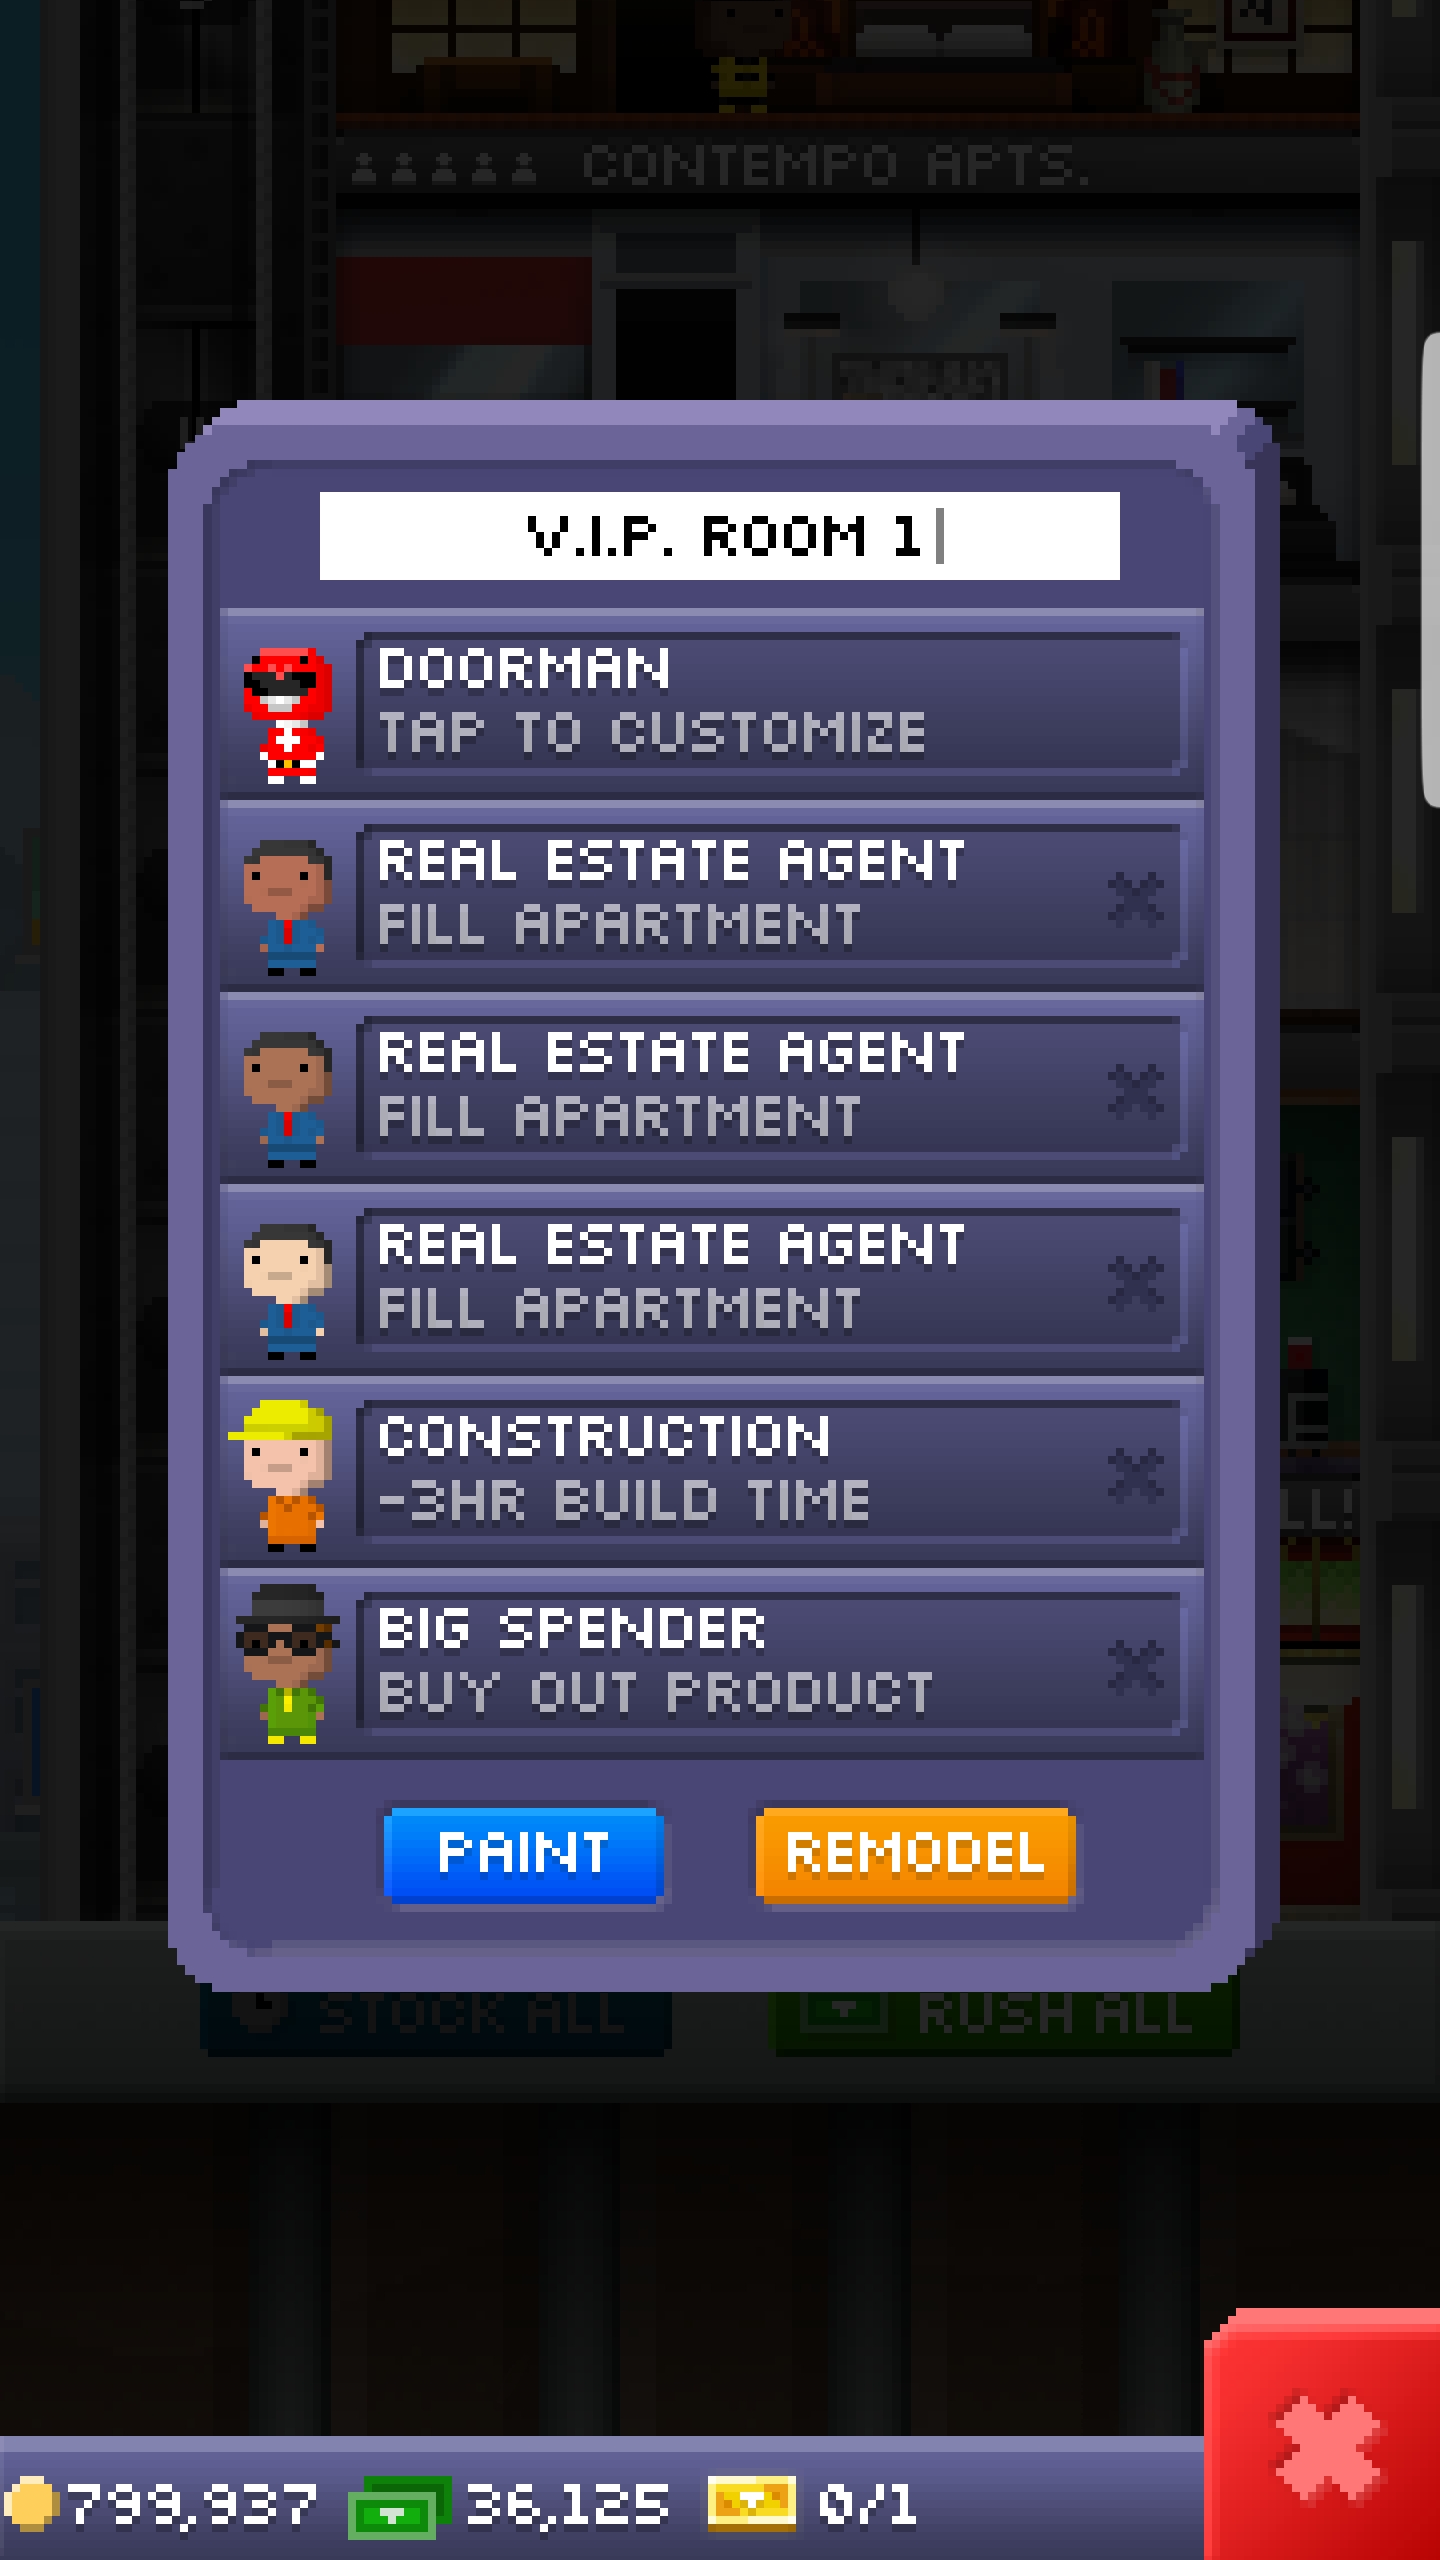 CONTEMPO APTS.
V.I.P. ROOM 1
DOORMAN
TAP TO CUSTOMIZE
REAL ESTATE AGENT
FILL APARTMENT
REAL ESTATE AGENT
FILL APARTMENT
REAL ESTATE AGENT
FILL APARTMENT
CONSTRUCTION
-3HR BUILD TIME
LL!
BIG SPENDER
BUY OUT PRODUCT
PAINT REMODEL
STOCK ALL RUSH ALL
799,937 36,125 0/1